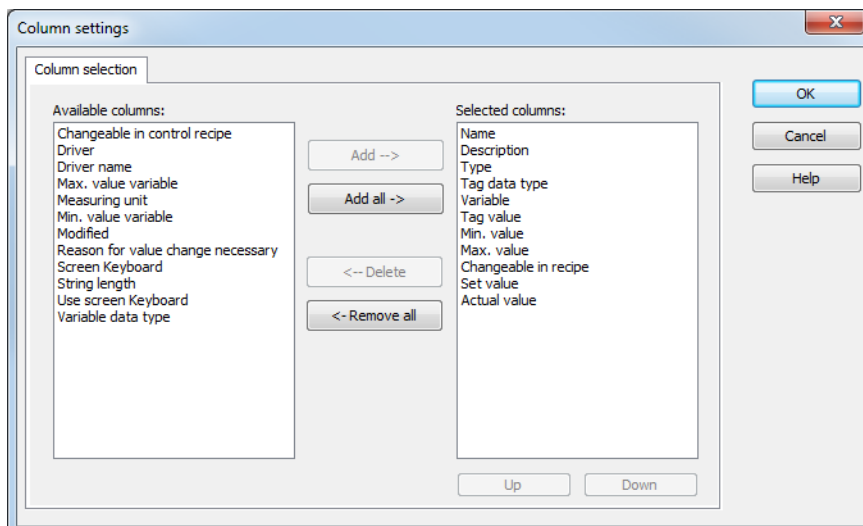 Column settings
Column selection
Available columns:
Changeable in control recipe
Driver
Driver name
Max. value variable
Measuring unit
Min. value variable
Modified
Reason for value change necessary
Screen Keyboard
String length
Use screen Keyboard
Variable data type
Add -->
Add all ->
<-- Delete
<- Remove all
Selected columns:
Name
Description
Type
Tag data type
Variable
Tag value
Min. value
Max. value
Changeable in recipe
Set value
Actual value
Up
Down
OK
Cancel
Help